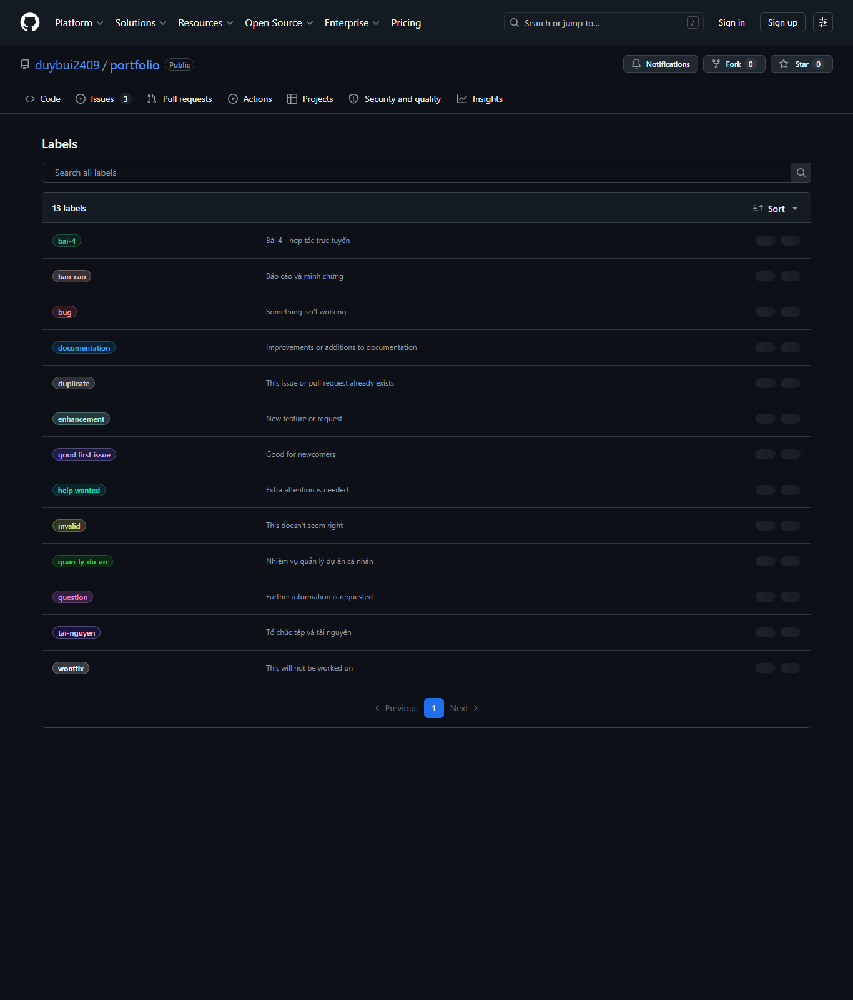 Platform Solutions Resources Open Source Enterprise Pricing Search or jump to... / Sign in Sign up
duybui2409 / portfolio Public Notifications Fork 0 Star 0
Code Issues 3 Pull requests Actions Projects Security and quality Insights
Labels
Search all labels
13 labels Sort
bai-4 Bài 4 - hợp tác trực tuyến
bao-cao Báo cáo và minh chứng
bug Something isn't working
documentation Improvements or additions to documentation
duplicate This issue or pull request already exists
enhancement New feature or request
good first issue Good for newcomers
help wanted Extra attention is needed
invalid This doesn't seem right
quan-ly-du-an Nhiệm vụ quản lý dự án cá nhân
question Further information is requested
tai-nguyen Tổ chức tệp và tài nguyên
wontfix This will not be worked on
Previous 1 Next